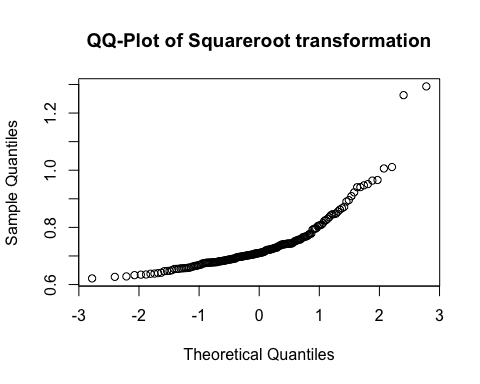 QQ-Plot of Squareroot transformation
Sample Quantiles
1.2
1.0
0.8
0.6
-3 -2 -1 0 1 2 3
Theoretical Quantiles